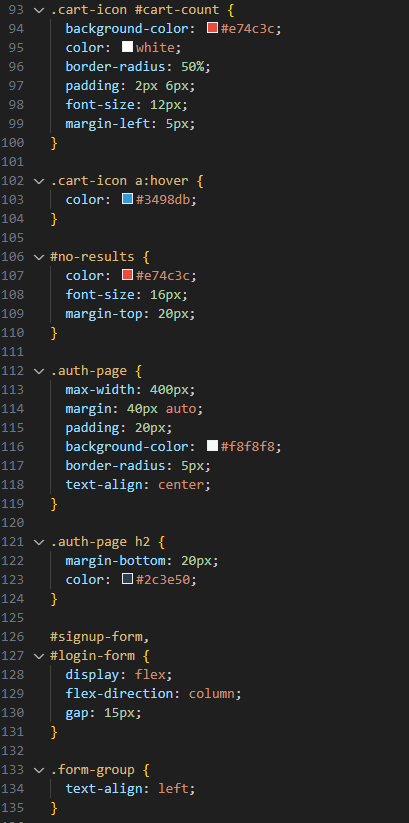 93 .cart-icon #cart-count {
94     background-color: #e74c3c;
95     color: white;
96     border-radius: 50%;
97     padding: 2px 6px;
98     font-size: 12px;
99     margin-left: 5px;
100 }
101
102 .cart-icon a:hover {
103     color: #3498db;
104 }
105
106 #no-results {
107     color: #e74c3c;
108     font-size: 16px;
109     margin-top: 20px;
110 }
111
112 .auth-page {
113     max-width: 400px;
114     margin: 40px auto;
115     padding: 20px;
116     background-color: #f8f8f8;
117     border-radius: 5px;
118     text-align: center;
119 }
120
121 .auth-page h2 {
122     margin-bottom: 20px;
123     color: #2c3e50;
124 }
125
126 #signup-form,
127 #login-form {
128     display: flex;
129     flex-direction: column;
130     gap: 15px;
131 }
132
133 .form-group {
134     text-align: left;
135 }